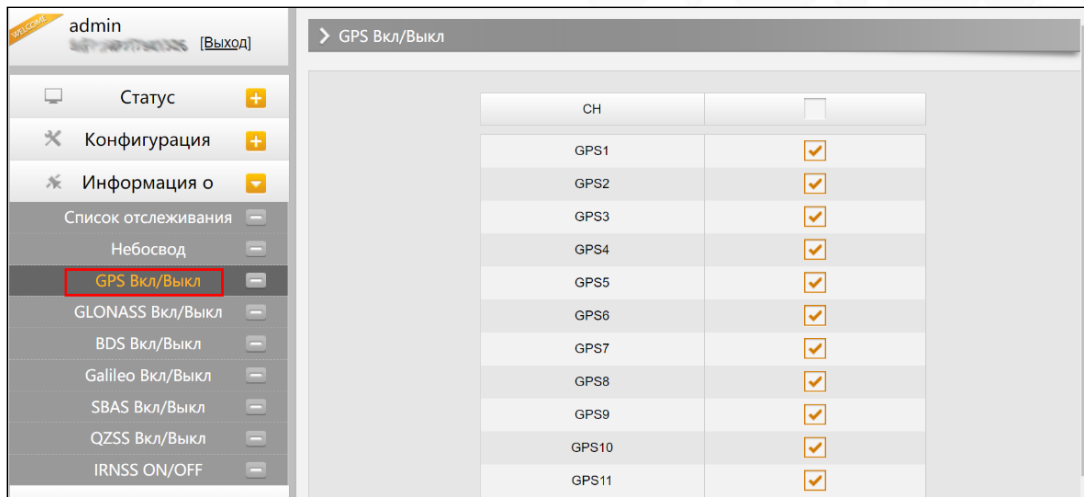 WELCOME
admin
[Выход]
Статус
Конфигурация
Информация о
Список отслеживания
Небосвод
GPS Вкл/Выкл
GLONASS Вкл/Выкл
BDS Вкл/Выкл
Galileo Вкл/Выкл
SBAS Вкл/Выкл
QZSS Вкл/Выкл
IRNSS ON/OFF
GPS Вкл/Выкл
CH
GPS1
GPS2
GPS3
GPS4
GPS5
GPS6
GPS7
GPS8
GPS9
GPS10
GPS11